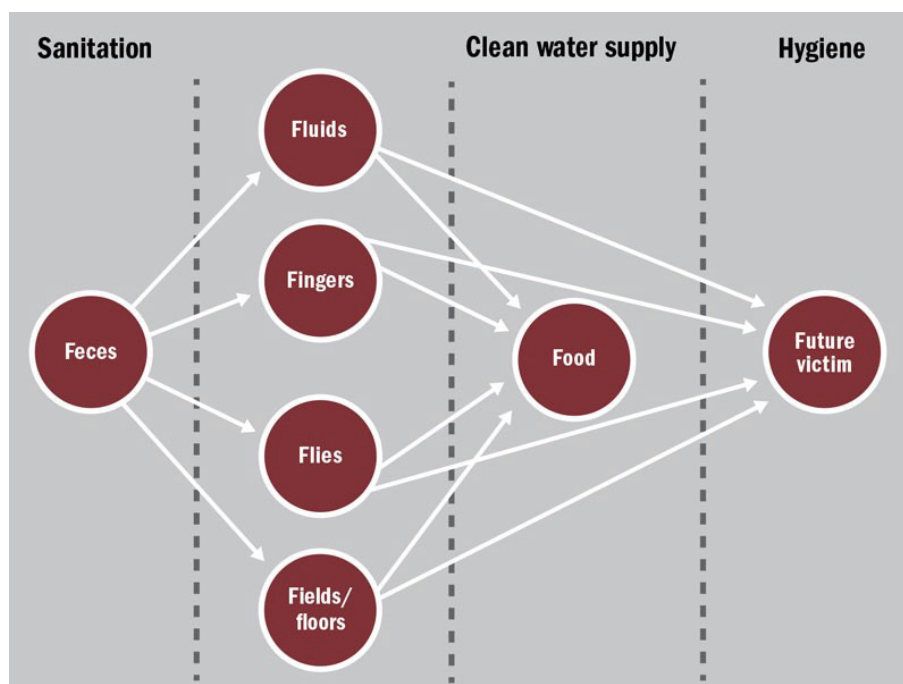 Sanitation
Clean water supply
Hygiene
Fluids
Fingers
Feces
Food
Future
victim
Flies
Fields/
floors